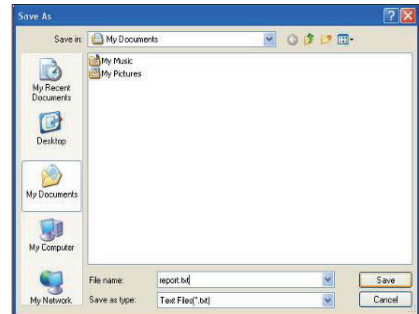 Save As
Save in: My Documents
My Music
My Pictures
My Recent
Documents
Desktop
My Documents
My Computer
My Network
File name: report.txt Save
Save as type: Text Files(*.txt) Cancel